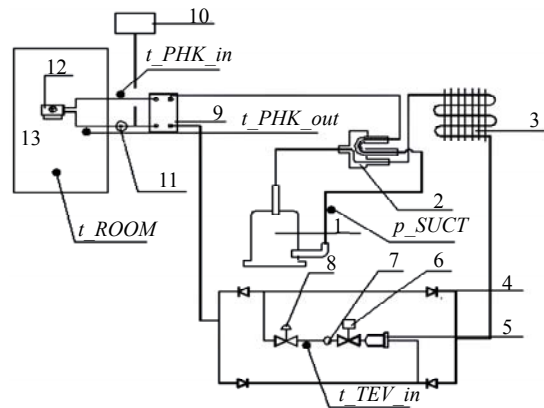 10
t_PHK_in
12
9
13
t_PHK_out
3
11
2
t_ROOM
1
p_SUCT
8
7
6
4
5
t_TEV_in